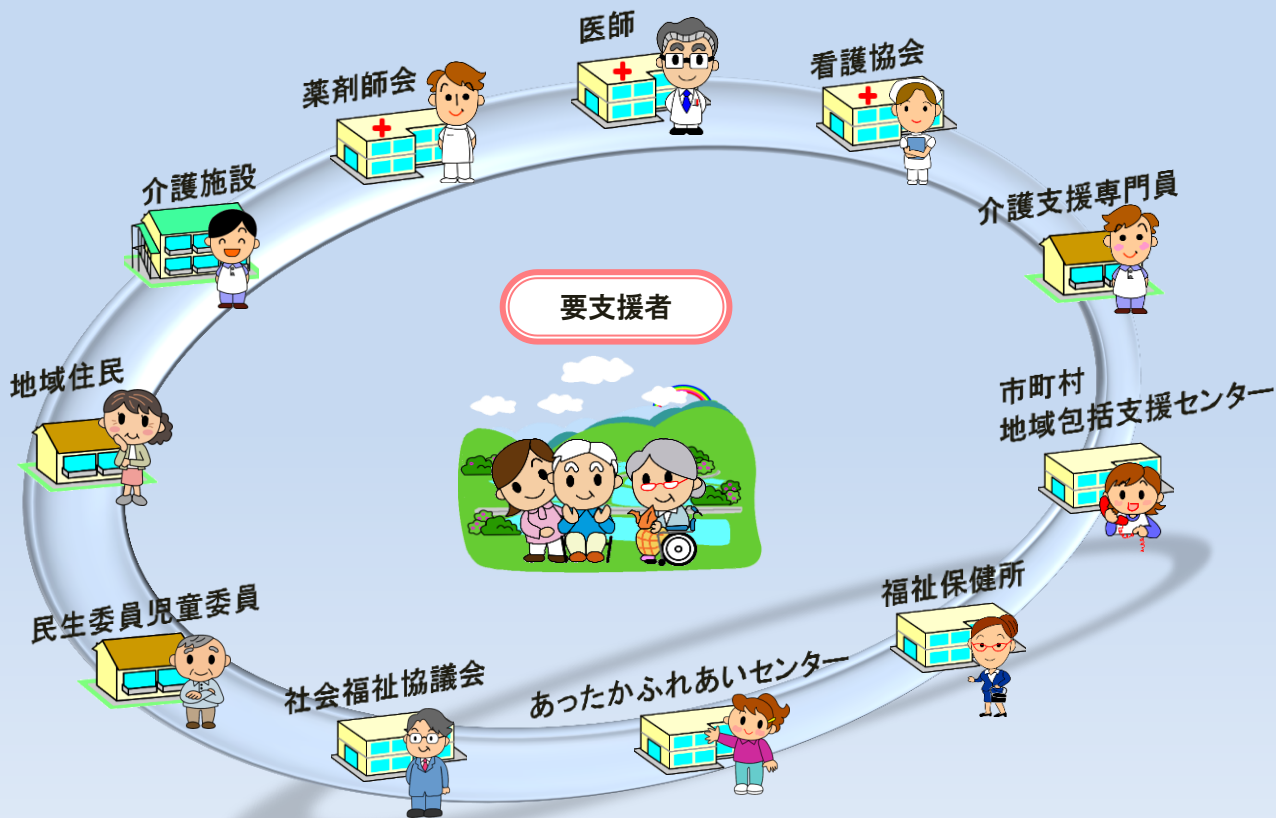 医師
看護協会
薬剤師会
介護施設
介護支援専門員
要支援者
地域住民
市町村
地域包括支援センター
福祉保健所
民生委員児童委員
社会福祉協議会
あったかふれあいセンター